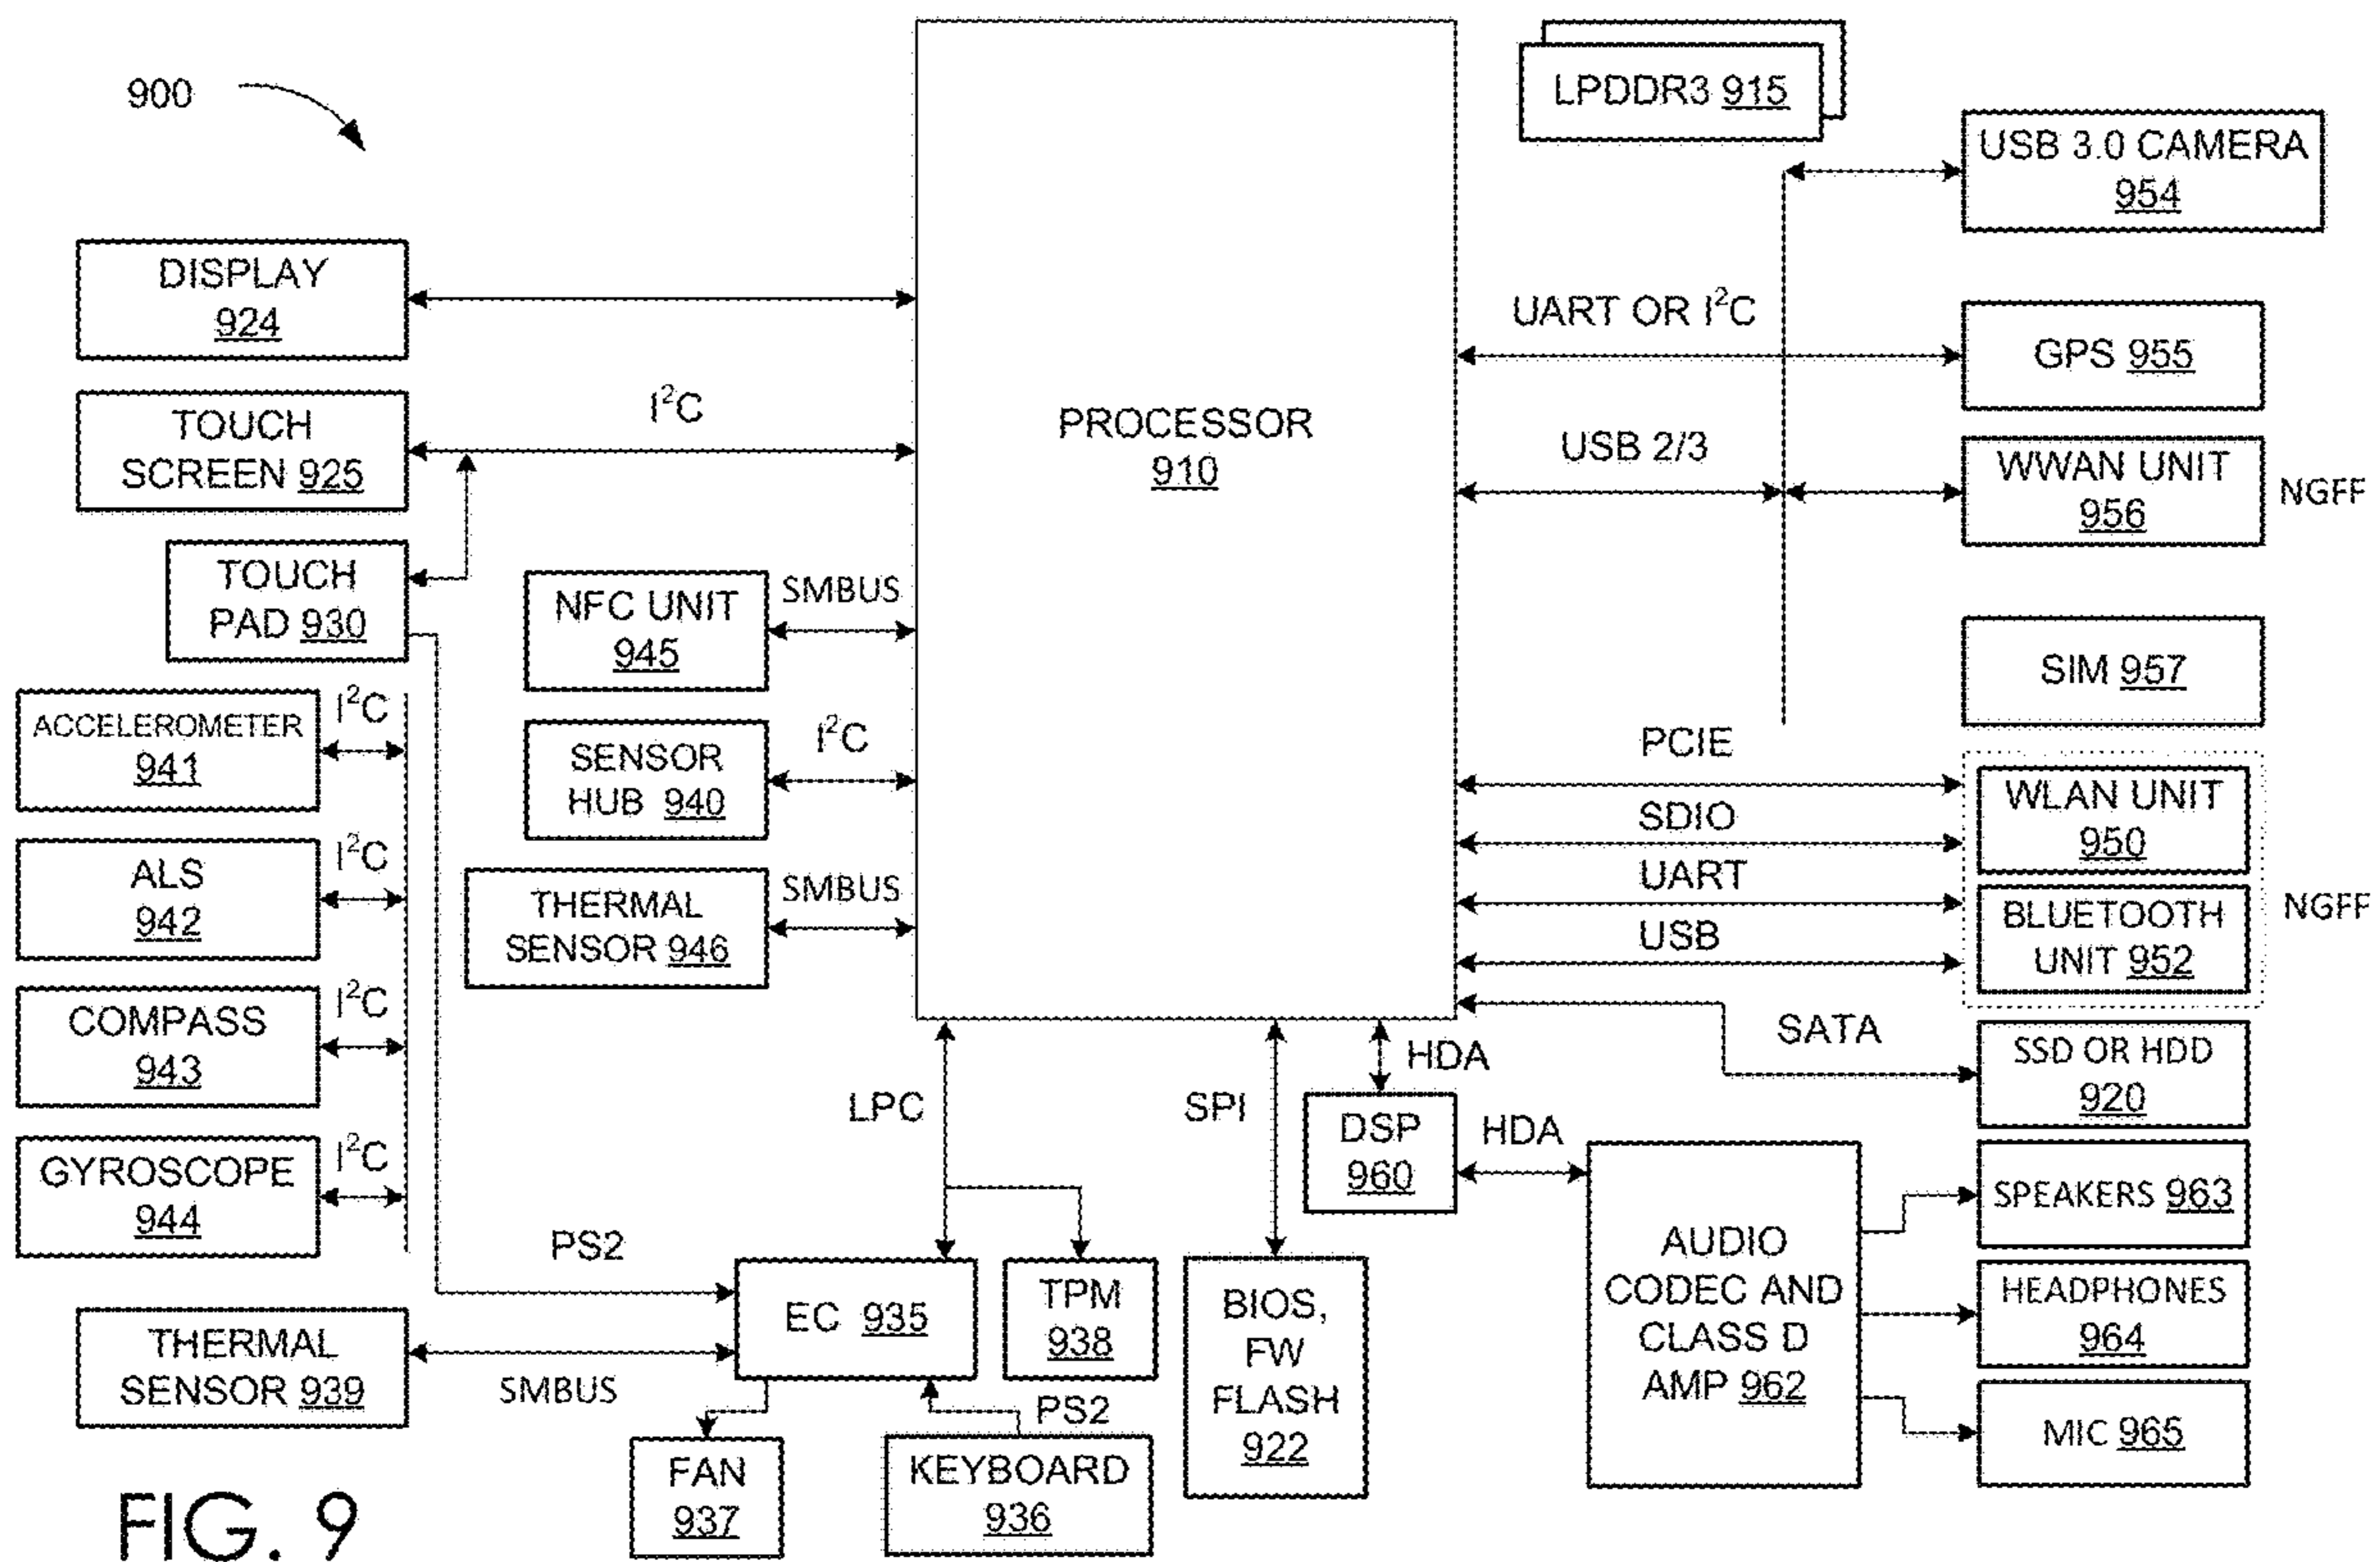 900
LPDDR3 915
USB 3.0 CAMERA
954
DISPLAY
924
UART OR I²C
GPS 955
TOUCH
SCREEN 925
I²C
PROCESSOR
910
USB 2/3
WWAN UNIT
956
NGFF
TOUCH
PAD 930
NFC UNIT
945
SMBUS
SIM 957
ACCELEROMETER
941
I²C
SENSOR
HUB 940
I²C
PCIE
WLAN UNIT
950
SDIO
ALS
942
I²C
THERMAL
SENSOR 946
SMBUS
UART
BLUETOOTH
UNIT 952
NGFF
USB
COMPASS
943
I²C
SATA
SSD OR HDD
920
HDA
LPC
SPI
DSP
960
HDA
GYROSCOPE
944
I²C
SPEAKERS 963
PS2
EC 935
TPM
938
BIOS,
FW
FLASH
922
AUDIO
CODEC AND
CLASS D
AMP 962
HEADPHONES
964
THERMAL
SENSOR 939
SMBUS
PS2
MIC 965
FAN
937
KEYBOARD
936
FIG. 9